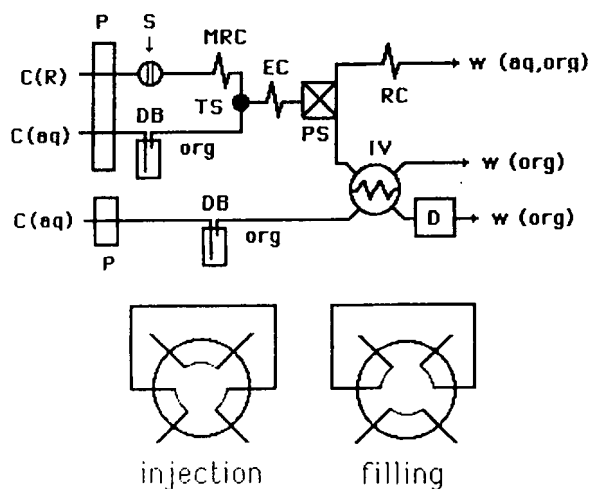 P
S
MRC
C(R)
EC
w (aq,org)
TS
RC
PS
C(aq)
DB
org
IV
w (org)
C(aq)
DB
org
D
w (org)
P
injection
filling